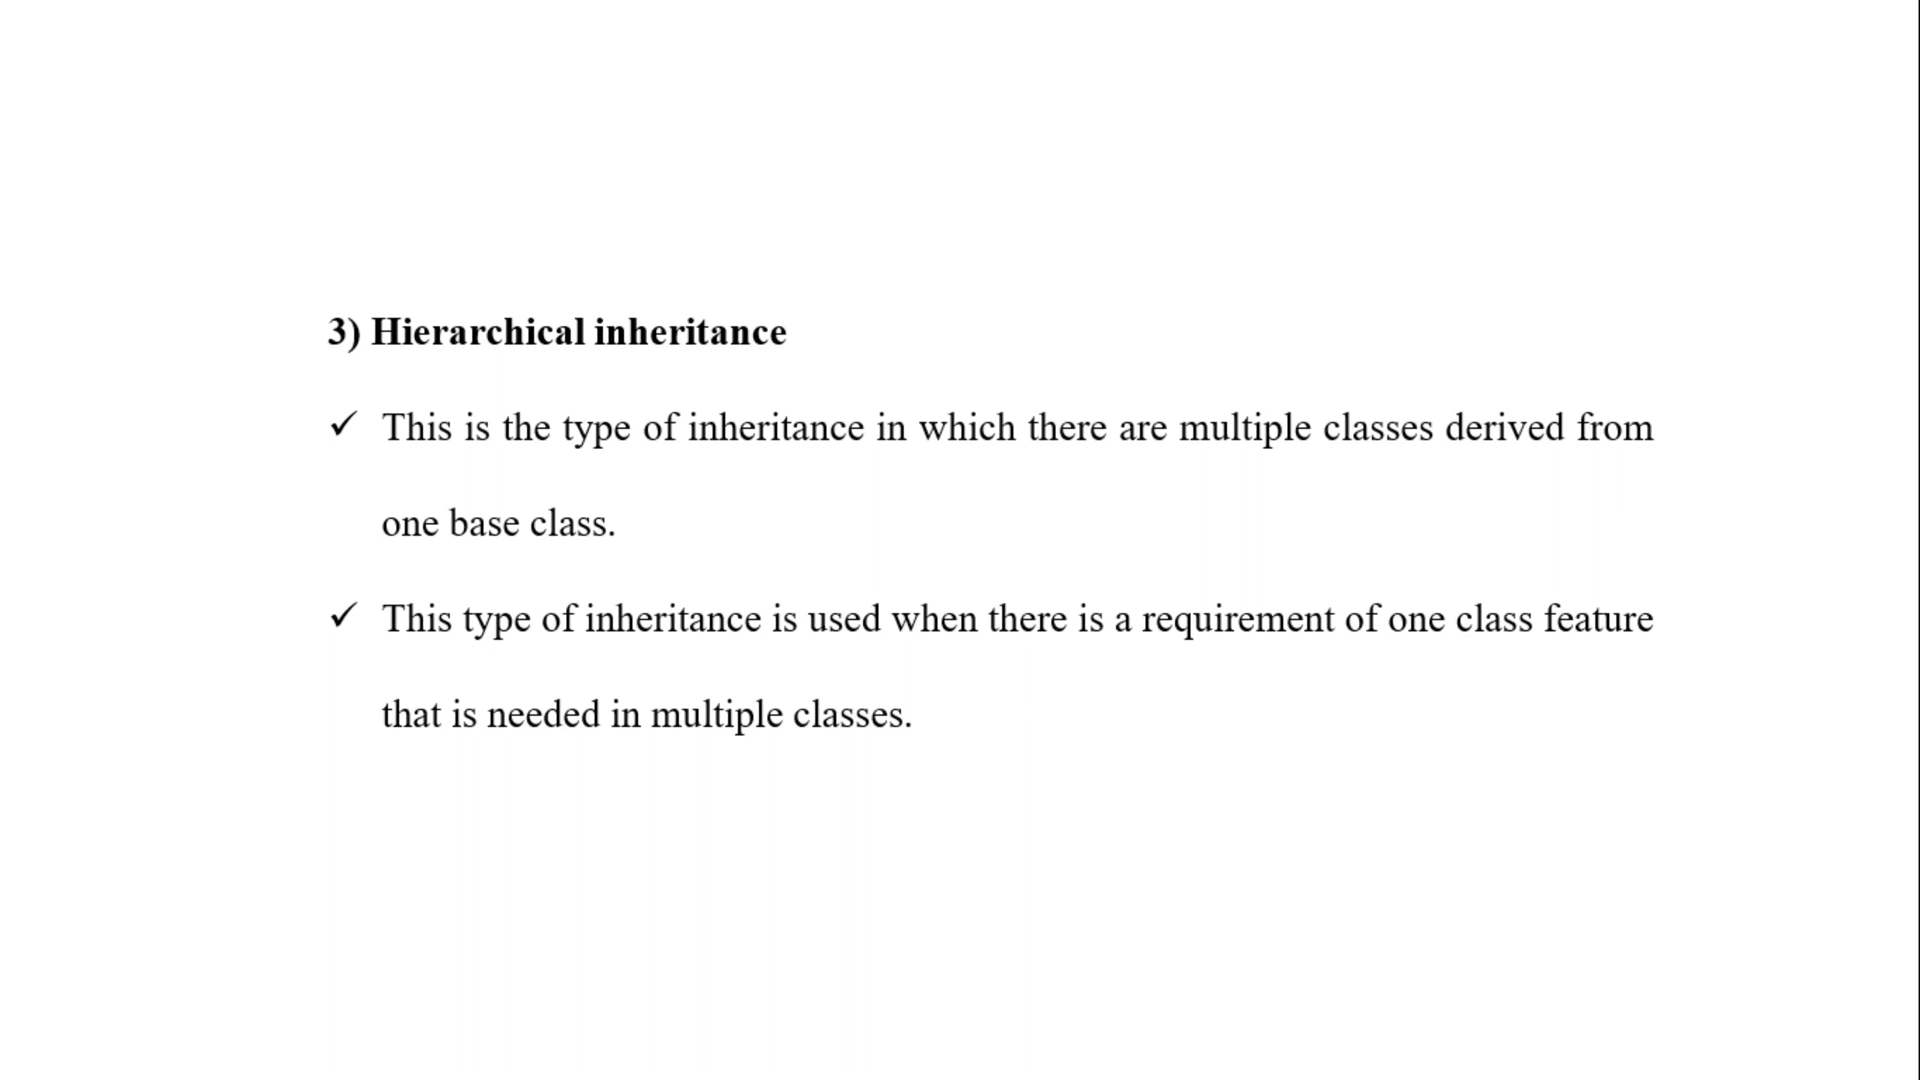 3) Hierarchical inheritance
✓ This is the type of inheritance in which there are multiple classes derived from
one base class.
✓ This type of inheritance is used when there is a requirement of one class feature
that is needed in multiple classes.